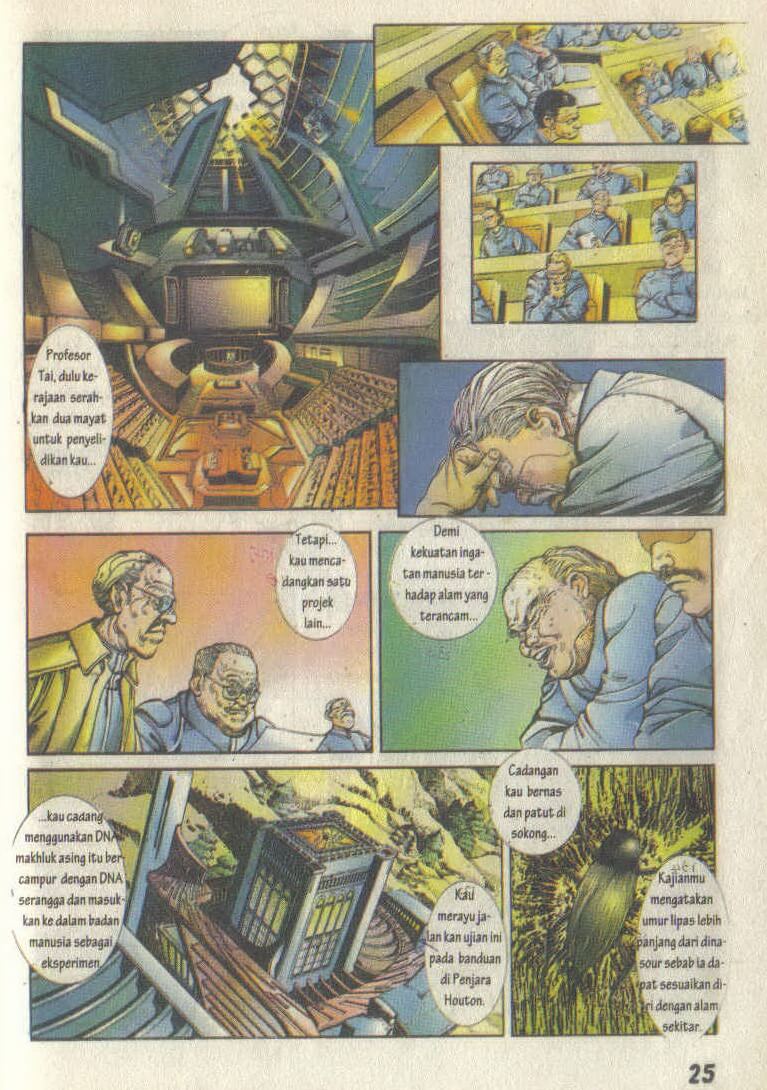 Profesor
Tai, dulu ke-
rajaan serah-
kan dua mayat
untuk penyeli-
dikan kau...
Tetapi...
kau menca-
dangkan satu
projek
lain...
Demi
kekuatan inga-
tan manusia ter-
hadap alam yang
terancam...
...kau cadang
menggunakan DNA
makhluk asing itu ber-
campur dengan DNA
serangga dan masuk-
kan ke dalam badan
manusia sebagai
eksperimen.
Kau
merayu ja-
lan kan ujian ini
pada banduan
di Penjara
Houton.
Cadangan
kau bernas
dan patut di
sokong...
Kajianmu
mengatakan
umur lipas lebih
panjang dari dina-
sour sebab ia da-
pat sesuaikan di-
ri dengan alam
sekitar.
25